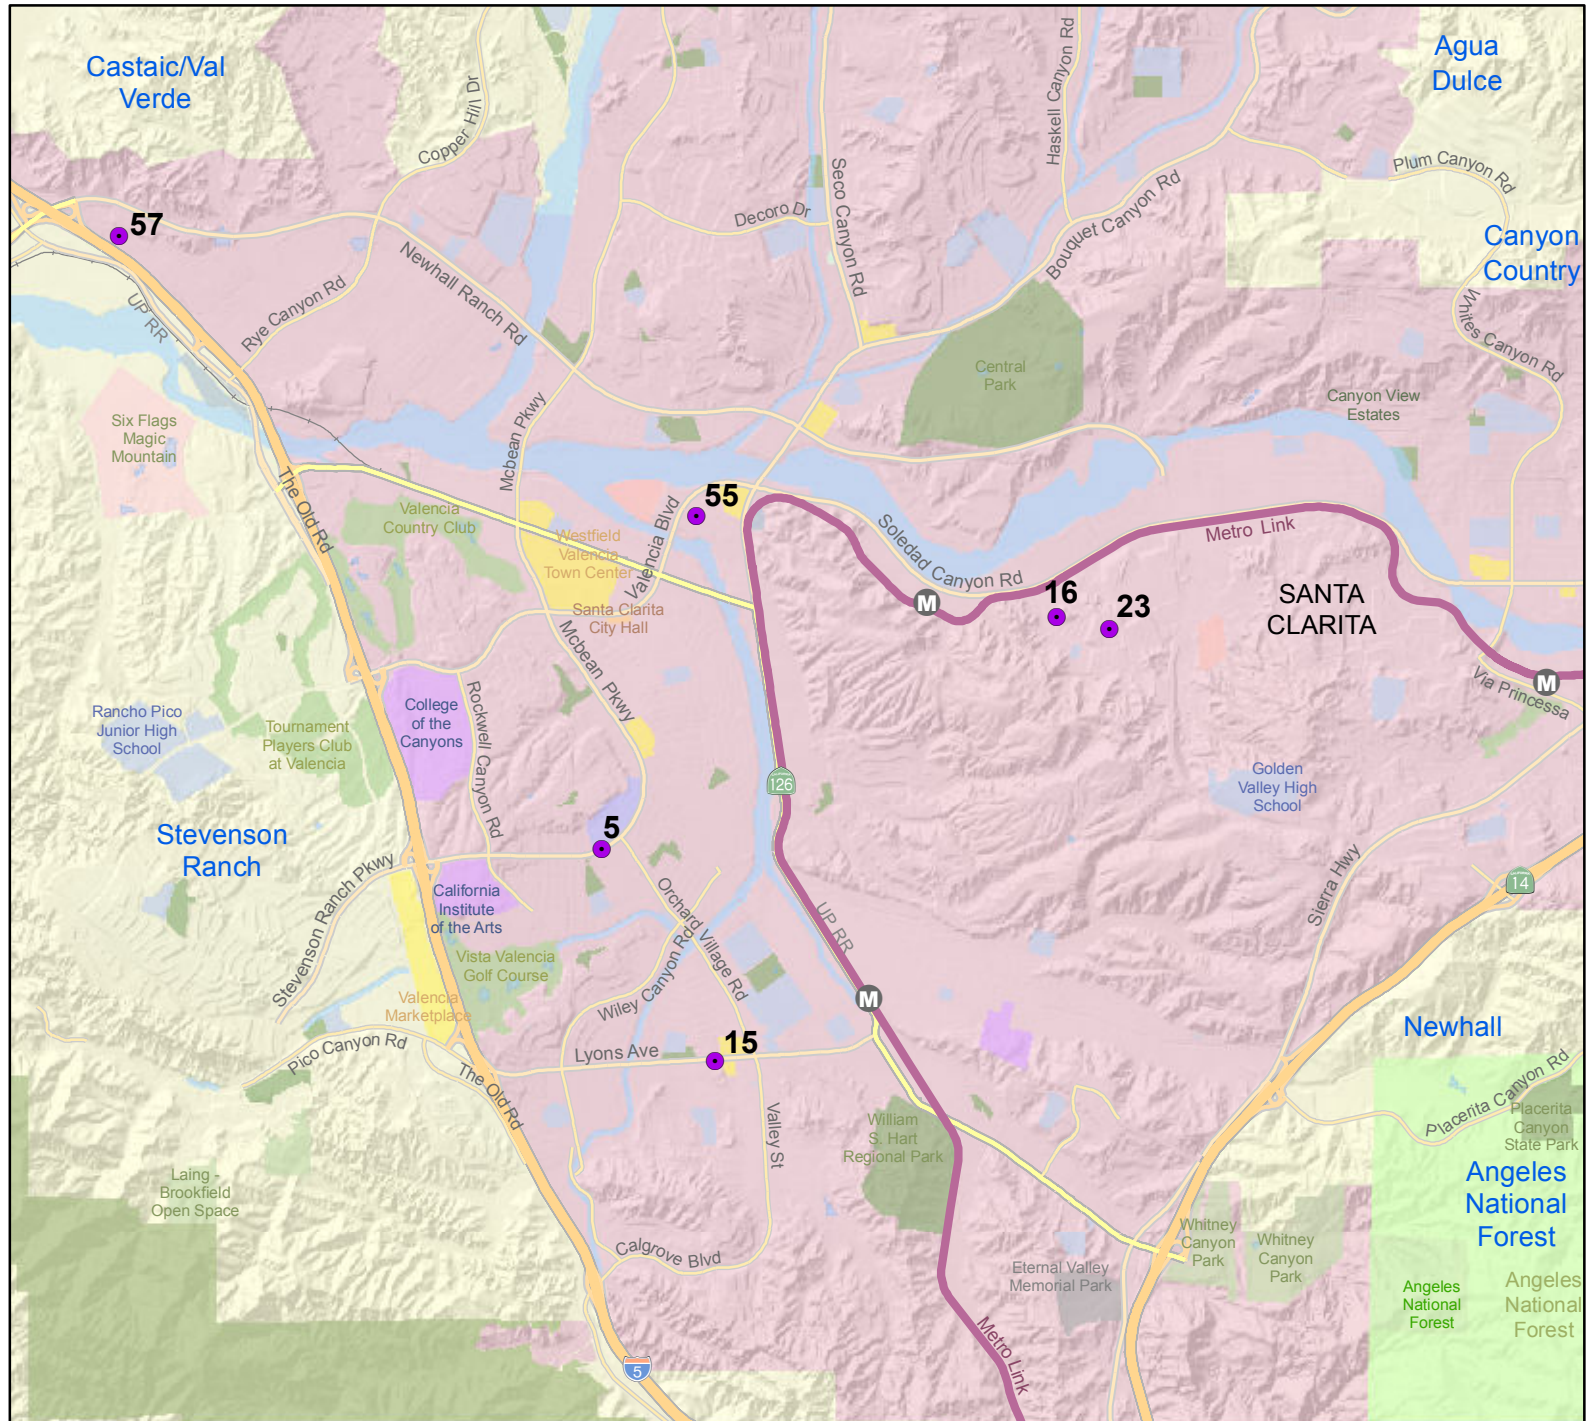 Castaic/Val
Verde
Agua
Dulce
Copper Hill Dr
Haskell Canyon Rd
Seco Canyon Rd
Plum Canyon Rd
57
Decoro Dr
Bouquet Canyon Rd
Canyon
Country
Newhall Ranch Rd
UP RR
Rye Canyon Rd
Whites Canyon Rd
Central
Park
Six Flags
Magic
Mountain
Mcbean Pkwy
Canyon View
Estates
The Old Rd
Valencia
Country Club
55
Westfield
Valencia
Town Center
Valencia Blvd
Soledad Canyon Rd
Metro Link
M
16
23
SANTA
CLARITA
Santa Clarita
City Hall
Mcbean Pkwy
M
Via Princessa
Rancho Pico
Junior High
School
Tournament
Players Club
at Valencia
College
of the
Canyons
Rockwell Canyon Rd
126
Golden
Valley High
School
Stevenson
Ranch
5
Stevenson Ranch Pkwy
California
Institute
of the Arts
Orchard Village Rd
UP RR
Sierra Hwy
14
Vista Valencia
Golf Course
Wiley Canyon Rd
Valencia
Marketplace
M
Newhall
Pico Canyon Rd
Lyons Ave
15
The Old Rd
Placerita Canyon Rd
Placerita
Canyon
State Park
Valley St
William
S. Hart
Regional Park
Laing -
Brookfield
Open Space
Angeles
National
Forest
Calgrove Blvd
Whitney
Canyon
Park
Whitney
Canyon
Park
Eternal Valley
Memorial Park
Angeles
National
Forest
Angeles
National
Forest
Metro Link
5